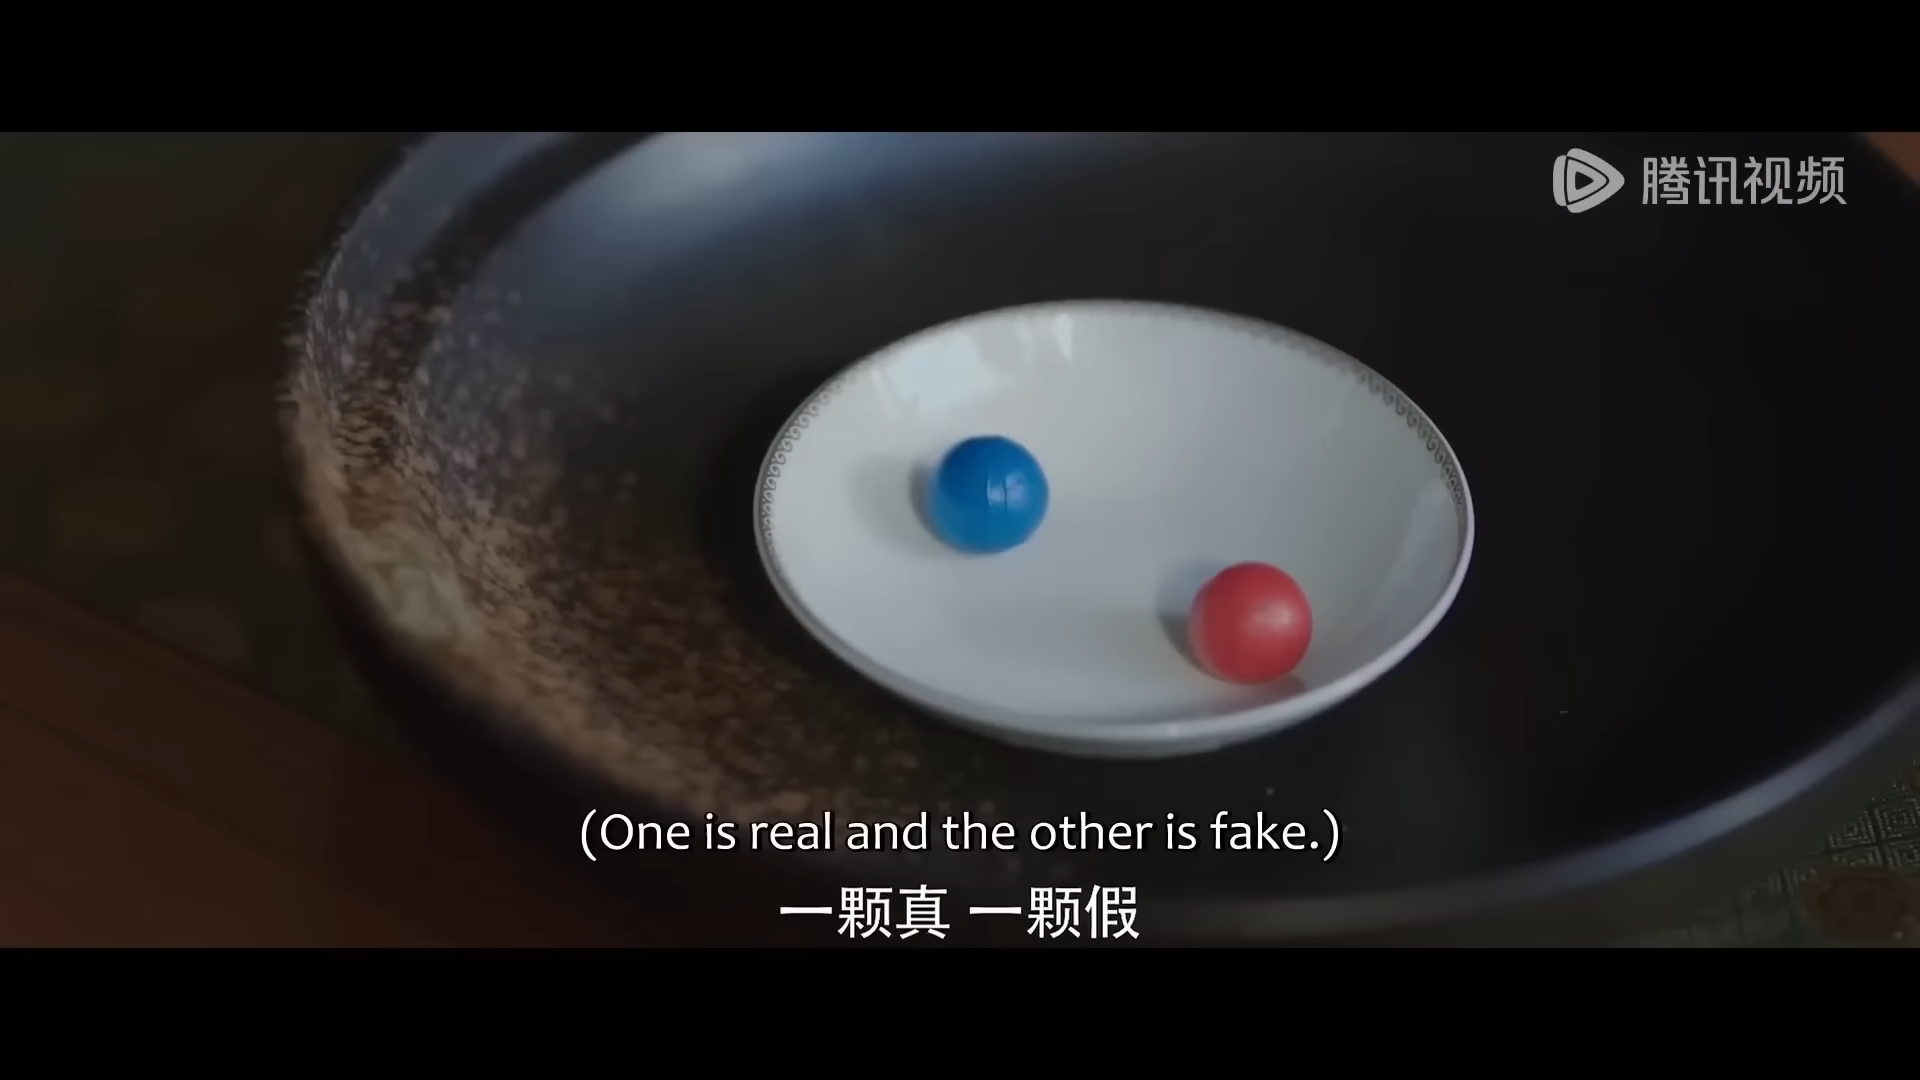 腾讯视频
(One is real and the other is fake.)
一颗真 一颗假